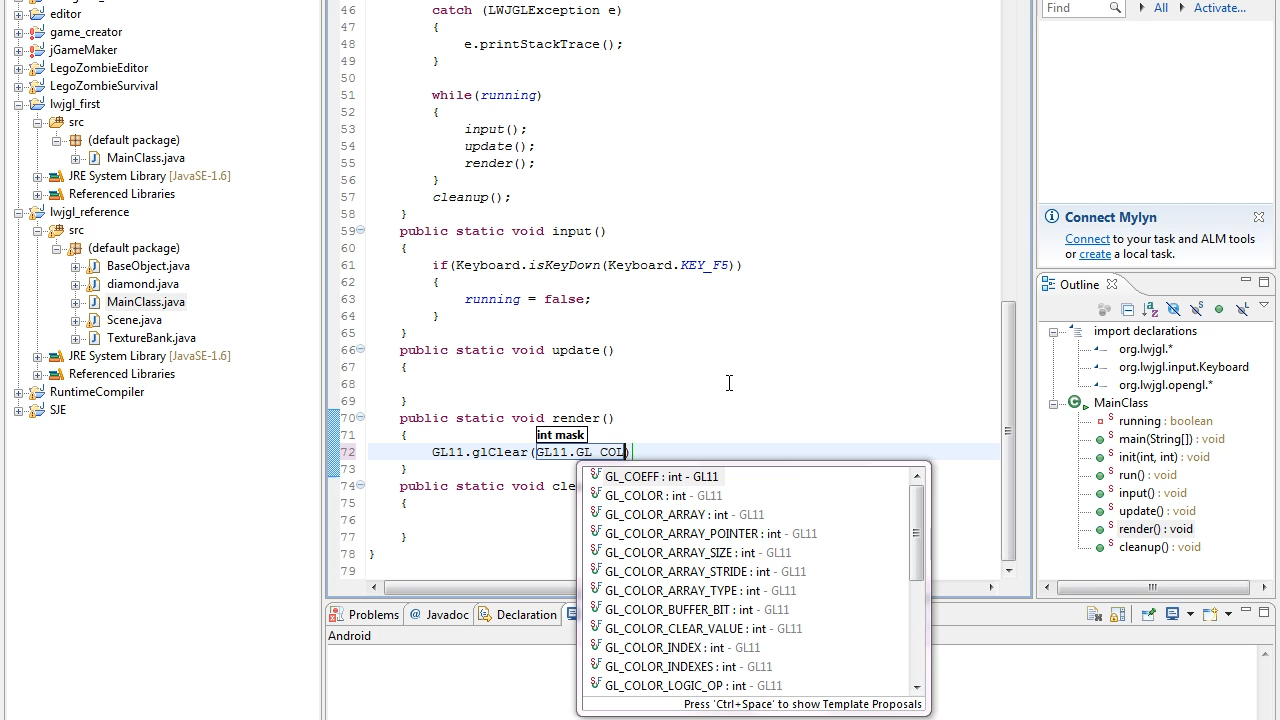 editor
game_creator
jGameMaker
LegoZombieEditor
LegoZombieSurvival
lwjgl_first
src
(default package)
MainClass.java
JRE System Library [JavaSE-1.6]
Referenced Libraries
lwjgl_reference
src
(default package)
BaseObject.java
diamond.java
MainClass.java
Scene.java
TextureBank.java
JRE System Library [JavaSE-1.6]
Referenced Libraries
RuntimeCompiler
SJE
46 catch (LWJGLException e)
47 {
48 e.printStackTrace();
49 }
50
51 while(running)
52 {
53 input();
54 update();
55 render();
56 }
57 cleanup();
58 }
59 public static void input()
60 {
61 if(Keyboard.isKeyDown(Keyboard.KEY_F5))
62 {
63 running = false;
64 }
65 }
66 public static void update()
67 {
68
69 }
70 public static void render()
71 {
int mask
72 GL11.glClear(GL11.GL_COL)
73 }
74 public static void cle
75 {
76
77 }
78 }
79
GL_COEFF : int - GL11
GL_COLOR : int - GL11
GL_COLOR_ARRAY : int - GL11
GL_COLOR_ARRAY_POINTER : int - GL11
GL_COLOR_ARRAY_SIZE : int - GL11
GL_COLOR_ARRAY_STRIDE : int - GL11
GL_COLOR_ARRAY_TYPE : int - GL11
GL_COLOR_BUFFER_BIT : int - GL11
GL_COLOR_CLEAR_VALUE : int - GL11
GL_COLOR_INDEX : int - GL11
GL_COLOR_INDEXES : int - GL11
GL_COLOR_LOGIC_OP : int - GL11
Press 'Ctrl+Space' to show Template Proposals
Problems @ Javadoc Declaration
Android
Find All Activate...
Connect Mylyn
Connect to your task and ALM tools
or create a local task.
Outline
import declarations
org.lwjgl.*
org.lwjgl.input.Keyboard
org.lwjgl.opengl.*
MainClass
running : boolean
main(String[]) : void
init(int, int) : void
run() : void
input() : void
update() : void
render() : void
cleanup() : void